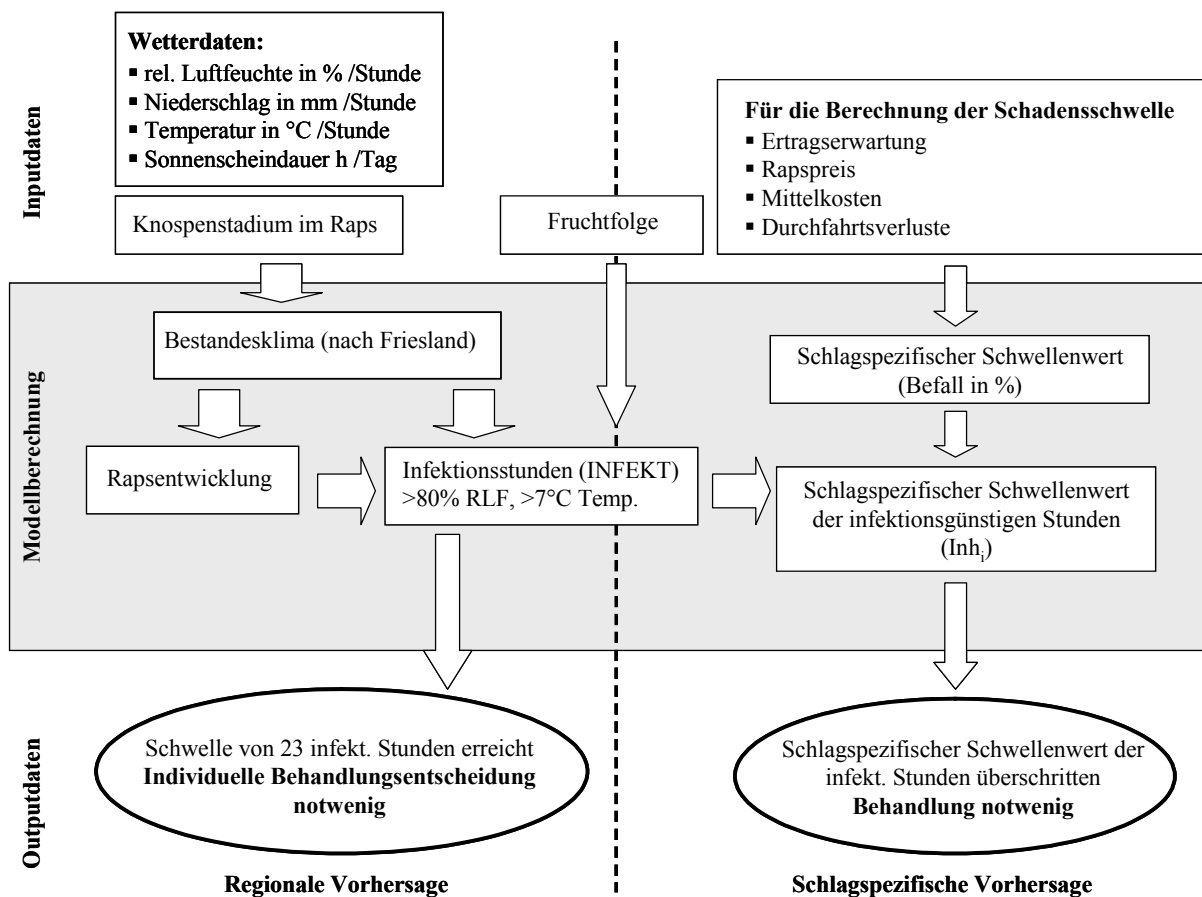 Inputdaten
Wetterdaten:
▪ rel. Luftfeuchte in % /Stunde
▪ Niederschlag in mm /Stunde
▪ Temperatur in °C /Stunde
▪ Sonnenscheindauer h /Tag
Knospenstadium im Raps
Fruchtfolge
Für die Berechnung der Schadensschwelle
▪ Ertragserwartung
▪ Rapspreis
▪ Mittelkosten
▪ Durchfahrtsverluste
Modellberechnung
Bestandesklima (nach Friesland)
Rapsentwicklung
Infektionsstunden (INFEKT)
>80% RLF, >7°C Temp.
Schlagspezifischer Schwellenwert
(Befall in %)
Schlagspezifischer Schwellenwert
der infektionsgünstigen Stunden
(Inhᵢ)
Outputdaten
Schwelle von 23 infekt. Stunden erreicht
Individuelle Behandlungsentscheidung
notwenig
Schlagspezifischer Schwellenwert der
infekt. Stunden überschritten
Behandlung notwenig
Regionale Vorhersage
Schlagspezifische Vorhersage